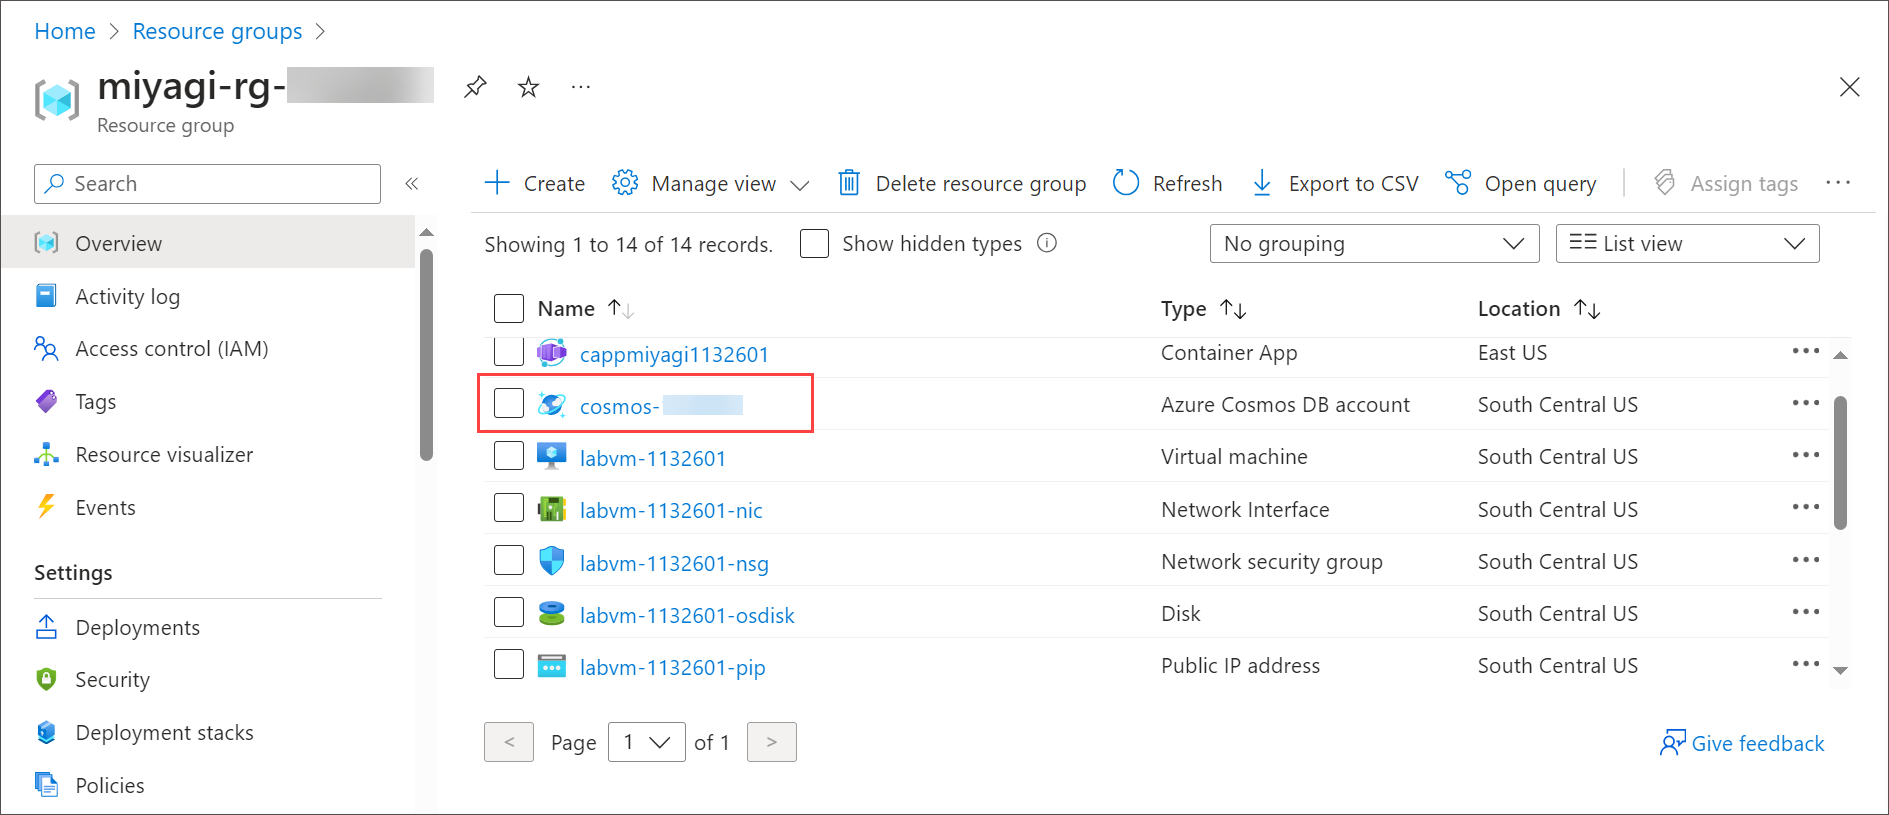 Home > Resource groups >
miyagi-rg-
Resource group
Search
«
Create
Manage view
Delete resource group
Refresh
Export to CSV
Open query
Assign tags
Overview
Activity log
Access control (IAM)
Tags
Resource visualizer
Events
Settings
Deployments
Security
Deployment stacks
Policies
Showing 1 to 14 of 14 records.
Show hidden types
No grouping
List view
Name Type Location
cappmiyagi1132601 Container App East US
cosmos- Azure Cosmos DB account South Central US
labvm-1132601 Virtual machine South Central US
labvm-1132601-nic Network Interface South Central US
labvm-1132601-nsg Network security group South Central US
labvm-1132601-osdisk Disk South Central US
labvm-1132601-pip Public IP address South Central US
< Page 1 of 1 >
Give feedback